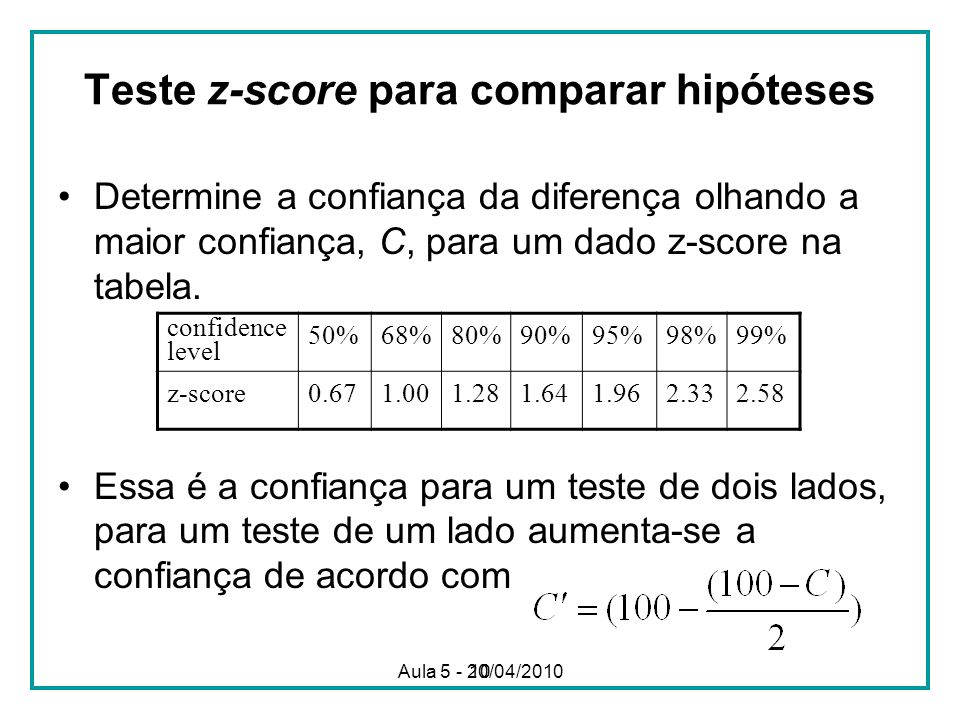 Teste z-score para comparar hipóteses
• Determine a confiança da diferença olhando a
maior confiança, C, para um dado z-score na
tabela.
confidence level 50% 68% 80% 90% 95% 98% 99%
z-score 0.67 1.00 1.28 1.64 1.96 2.33 2.58
• Essa é a confiança para um teste de dois lados,
para um teste de um lado aumenta-se a
confiança de acordo com
C′ = (100 − (100 − C) / 2)
Aula 5 - /04/2010